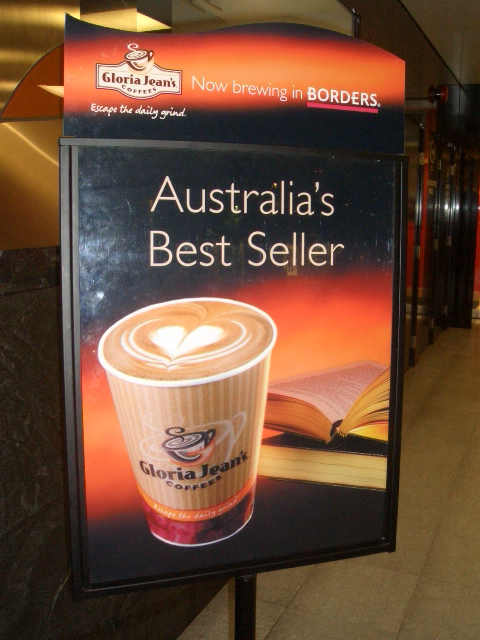 Gloria Jean's
COFFEES
Escape the daily grind.
Now brewing in BORDERS®
Australia's
Best Seller
Gloria Jean's
COFFEES
Escape the daily grind